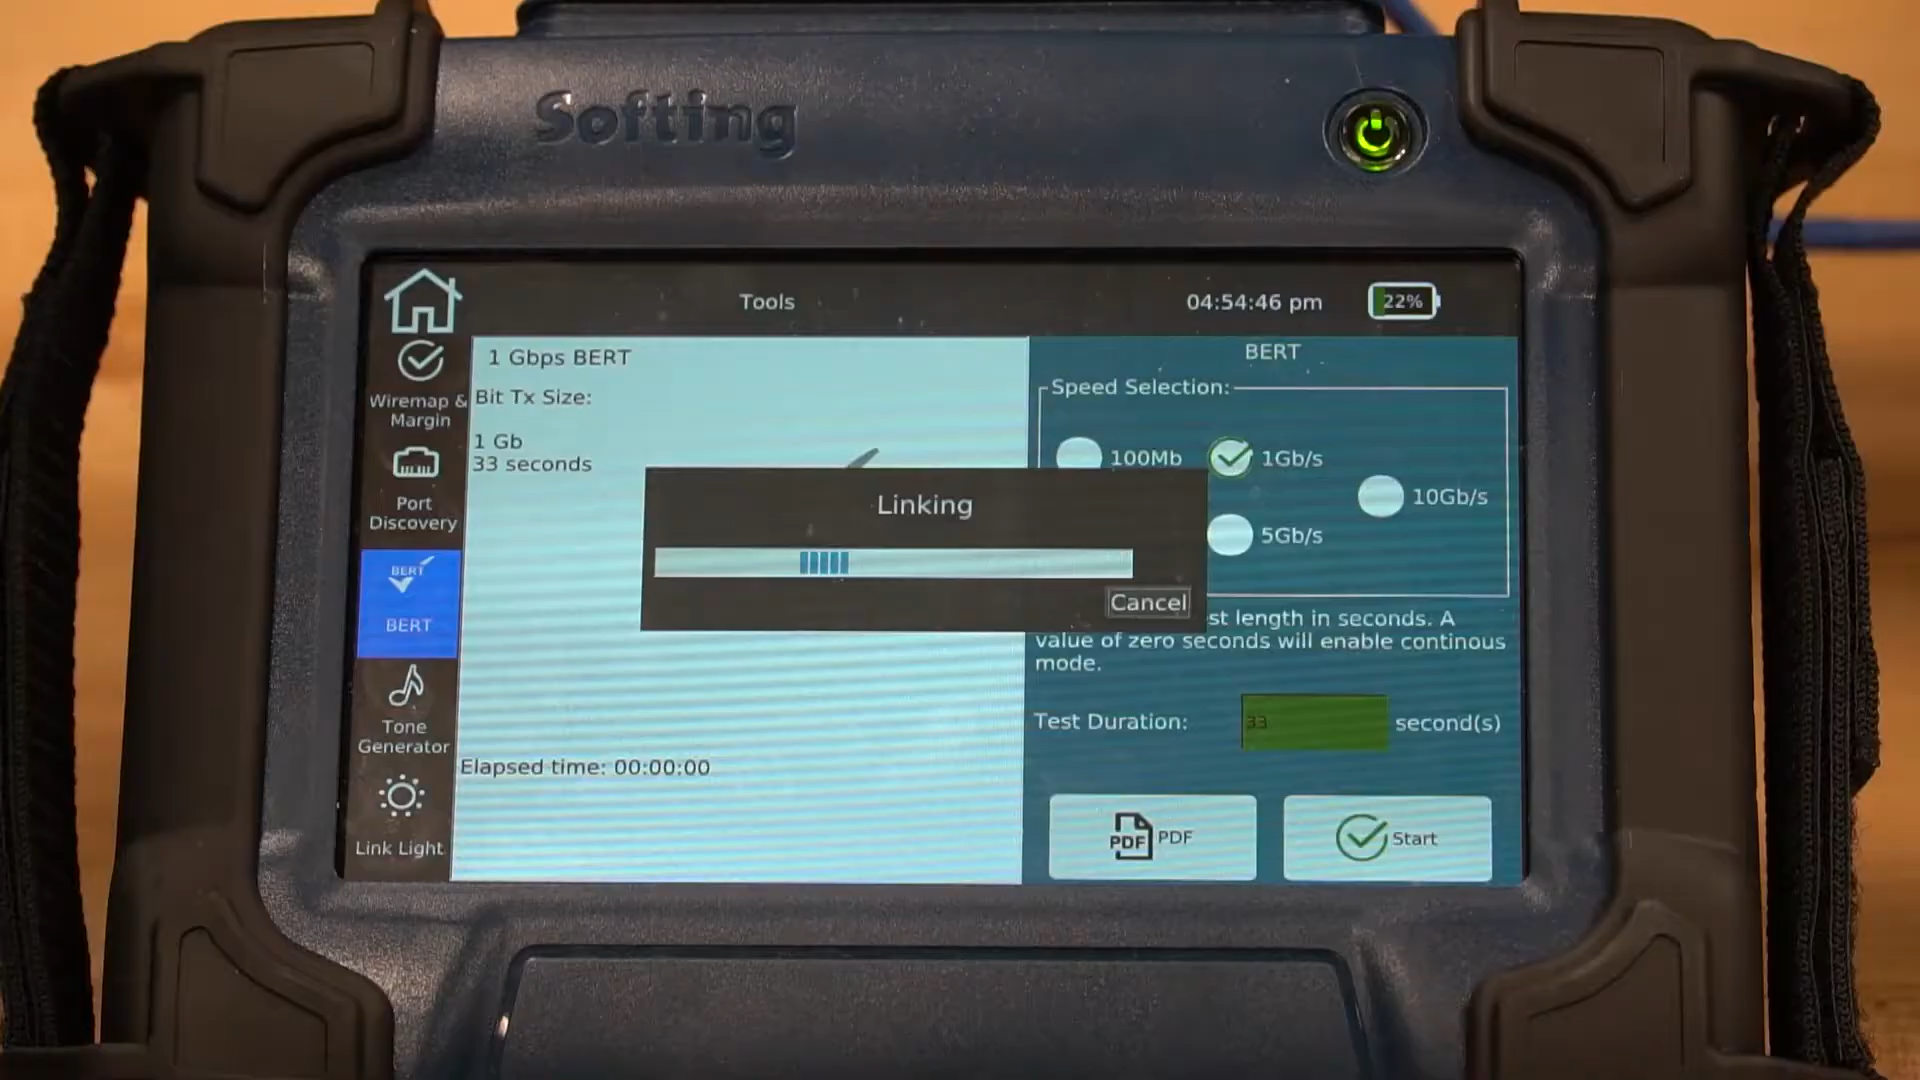 Softing
Tools
04:54:46 pm
22%
Wiremap &
Margin
Port
Discovery
BERT
BERT
Tone
Generator
Link Light
1 Gbps BERT
Bit Tx Size:
1 Gb
33 seconds
Elapsed time: 00:00:00
Linking
Cancel
BERT
Speed Selection:
100Mb
1Gb/s
10Gb/s
5Gb/s
st length in seconds. A
value of zero seconds will enable continous
mode.
Test Duration:
33
second(s)
PDF
PDF
Start